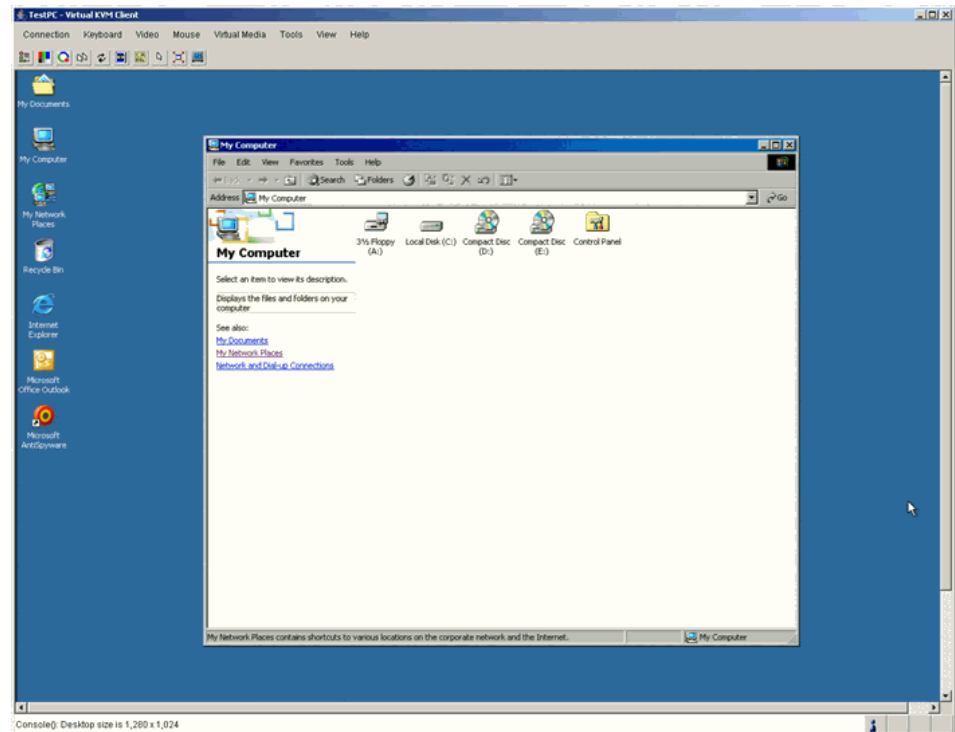 TestPC - Virtual KVM Client
Connection Keyboard Video Mouse Virtual Media Tools View Help
My Documents
My Computer
My Network
Places
Recycle Bin
Internet
Explorer
Microsoft
Office Outlook
Microsoft
AntiSpyware
My Computer
File Edit View Favorites Tools Help
Search Folders
Address My Computer Go
3½ Floppy
(A:)
Local Disk (C:)
Compact Disc
(D:)
Compact Disc
(E:)
Control Panel
My Computer
Select an item to view its description.
Displays the files and folders on your
computer
See also:
My Documents
My Network Places
Network and Dial-up Connections
My Network Places contains shortcuts to various locations on the corporate network and the Internet.
My Computer
Console(): Desktop size is 1,280 x 1,024